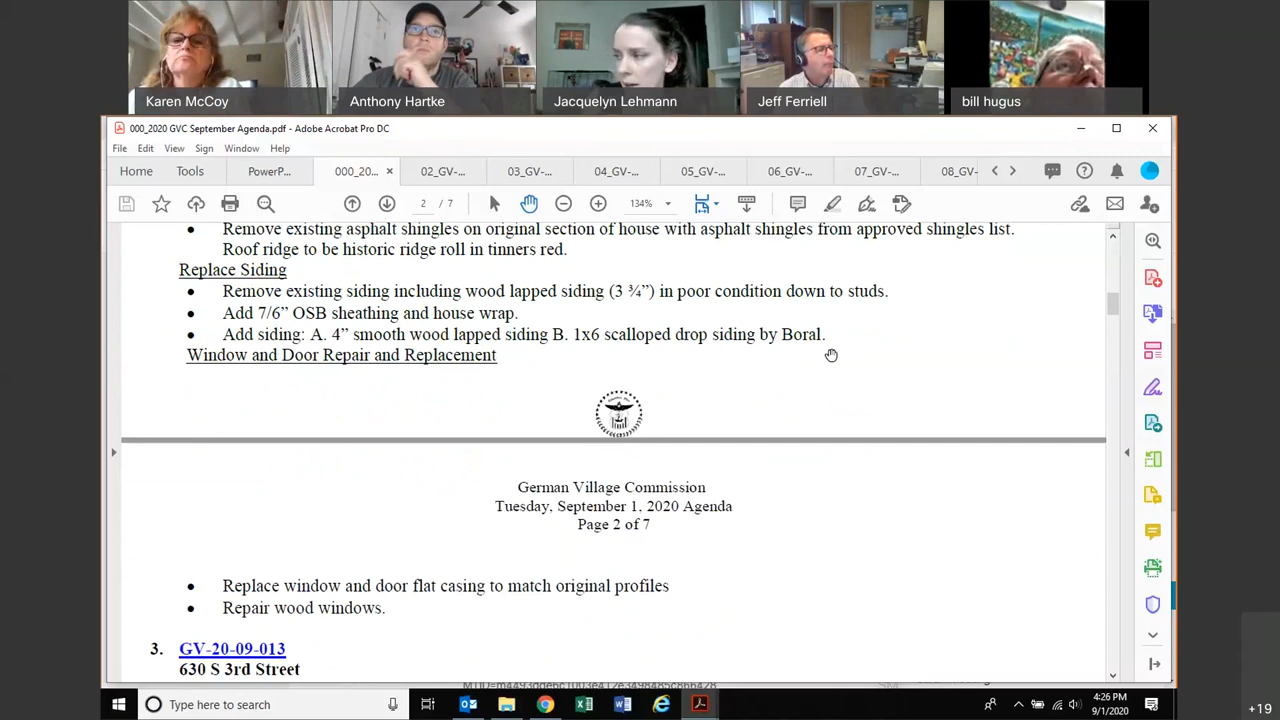 Karen McCoy
Anthony Hartke
Jacquelyn Lehmann
Jeff Ferriell
bill hugus
000_2020 GVC September Agenda.pdf - Adobe Acrobat Pro DC
File Edit View Sign Window Help
Home Tools PowerP... 000_20... × 02_GV-... 03_GV-... 04_GV-... 05_GV-... 06_GV-... 07_GV-... 08_GV-
2 / 7 134%
• Remove existing asphalt shingles on original section of house with asphalt shingles from approved shingles list.
Roof ridge to be historic ridge roll in tinners red.
Replace Siding
• Remove existing siding including wood lapped siding (3 ¾”) in poor condition down to studs.
• Add 7/6” OSB sheathing and house wrap.
• Add siding: A. 4” smooth wood lapped siding B. 1x6 scalloped drop siding by Boral.
Window and Door Repair and Replacement
German Village Commission
Tuesday, September 1, 2020 Agenda
Page 2 of 7
• Replace window and door flat casing to match original profiles
• Repair wood windows.
3. GV-20-09-013
630 S 3rd Street
Type here to search
4:26 PM
9/1/2020
+19